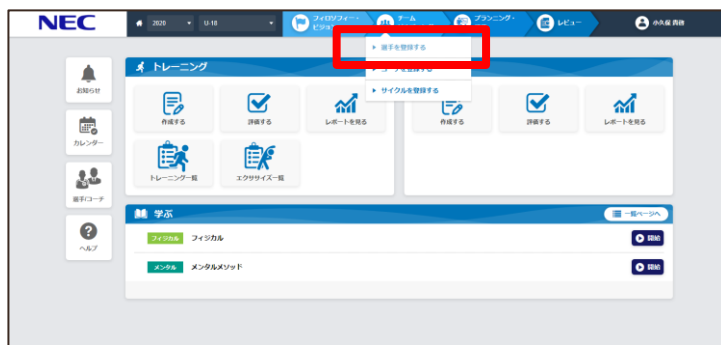 NEC
2020
U-18
フィロソフィー・
ビジョン
チーム
プランニング・
レビュー
選手を登録する
コーチを登録する
サイクルを登録する
お知らせ
カレンダー
選手/コーチ
ヘルプ
トレーニング
作成する
評価する
レポートを見る
トレーニング一覧
エクササイズ一覧
作成する
評価する
レポートを見る
学ぶ
一覧ページへ
フィジカル
フィジカル
開始
メンタル
メンタルメソッド
開始